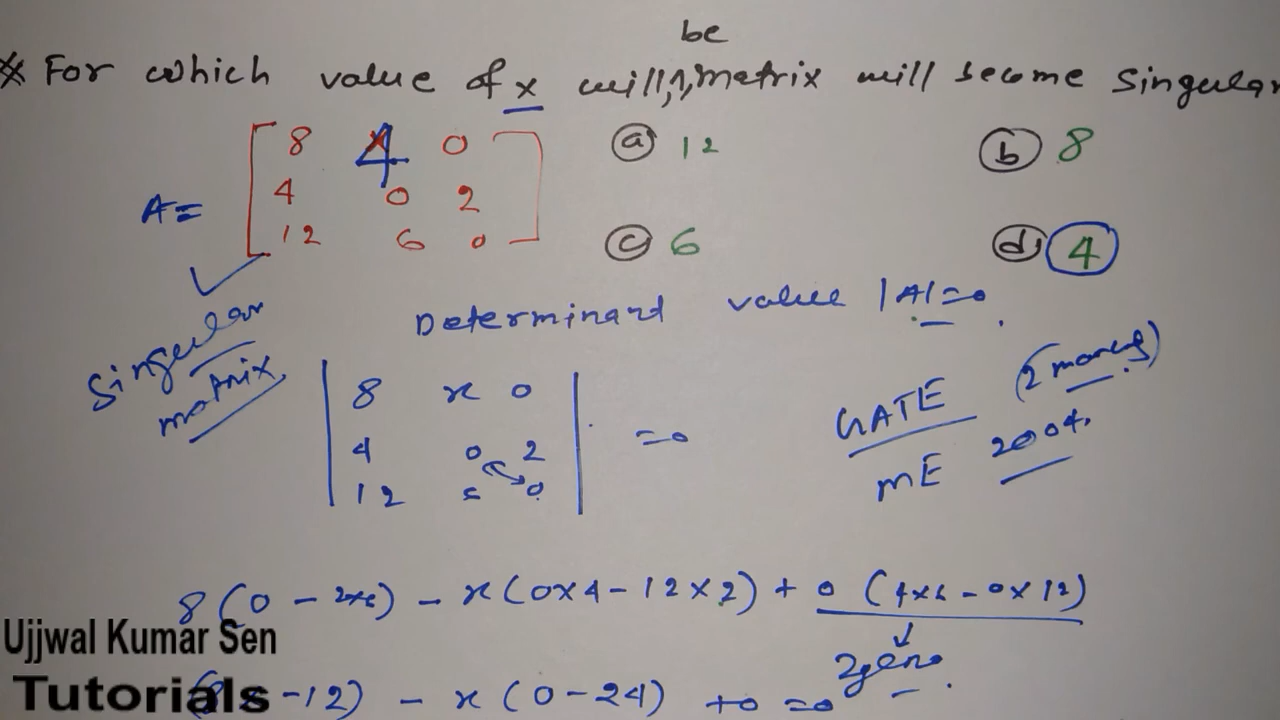 be
* For which value of x will, matrix will become singular
A = [ 8 4 0
4 0 2
12 6 0 ]
(a) 12 (b) 8
(c) 6 (d) 4
Singular matrix
Determinant value |A| = 0.
| 8 x 0 |
| 4 0 2 | = 0
| 12 6 0 |
GATE (2 marks)
ME 2004.
8 (0 - 2×6) - x (0×4 - 12×2) + 0 (4×6 - 0×12)
Zero.
-12) - x (0 - 24) + 0 = 0
Ujjwal Kumar Sen
Tutorials